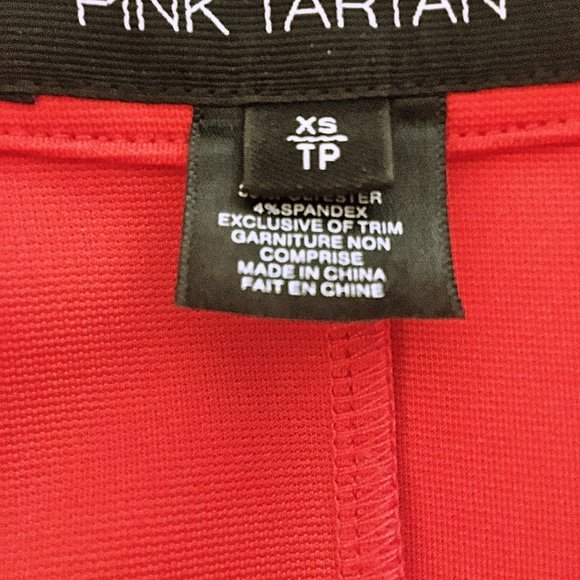 PINK TARTAN
XS
TP
4%SPANDEX
EXCLUSIVE OF TRIM
GARNITURE NON
COMPRISE
MADE IN CHINA
FAIT EN CHINE